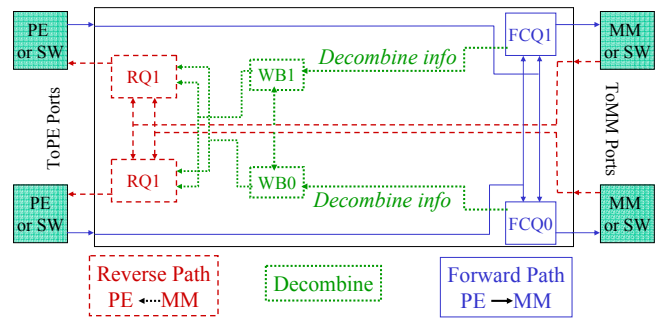 PE
or SW
FCQ1
MM
or SW
Decombine info
RQ1
WB1
ToPE Ports
ToMM Ports
RQ1
WB0
Decombine info
PE
or SW
FCQ0
MM
or SW
Reverse Path
PE MM
Decombine
Forward Path
PE MM